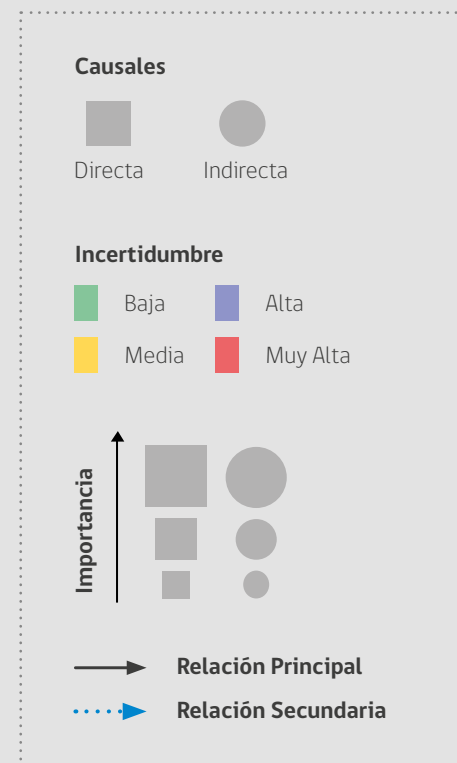 Causales
Directa Indirecta
Incertidumbre
Baja Alta
Media Muy Alta
Importancia
Relación Principal
Relación Secundaria